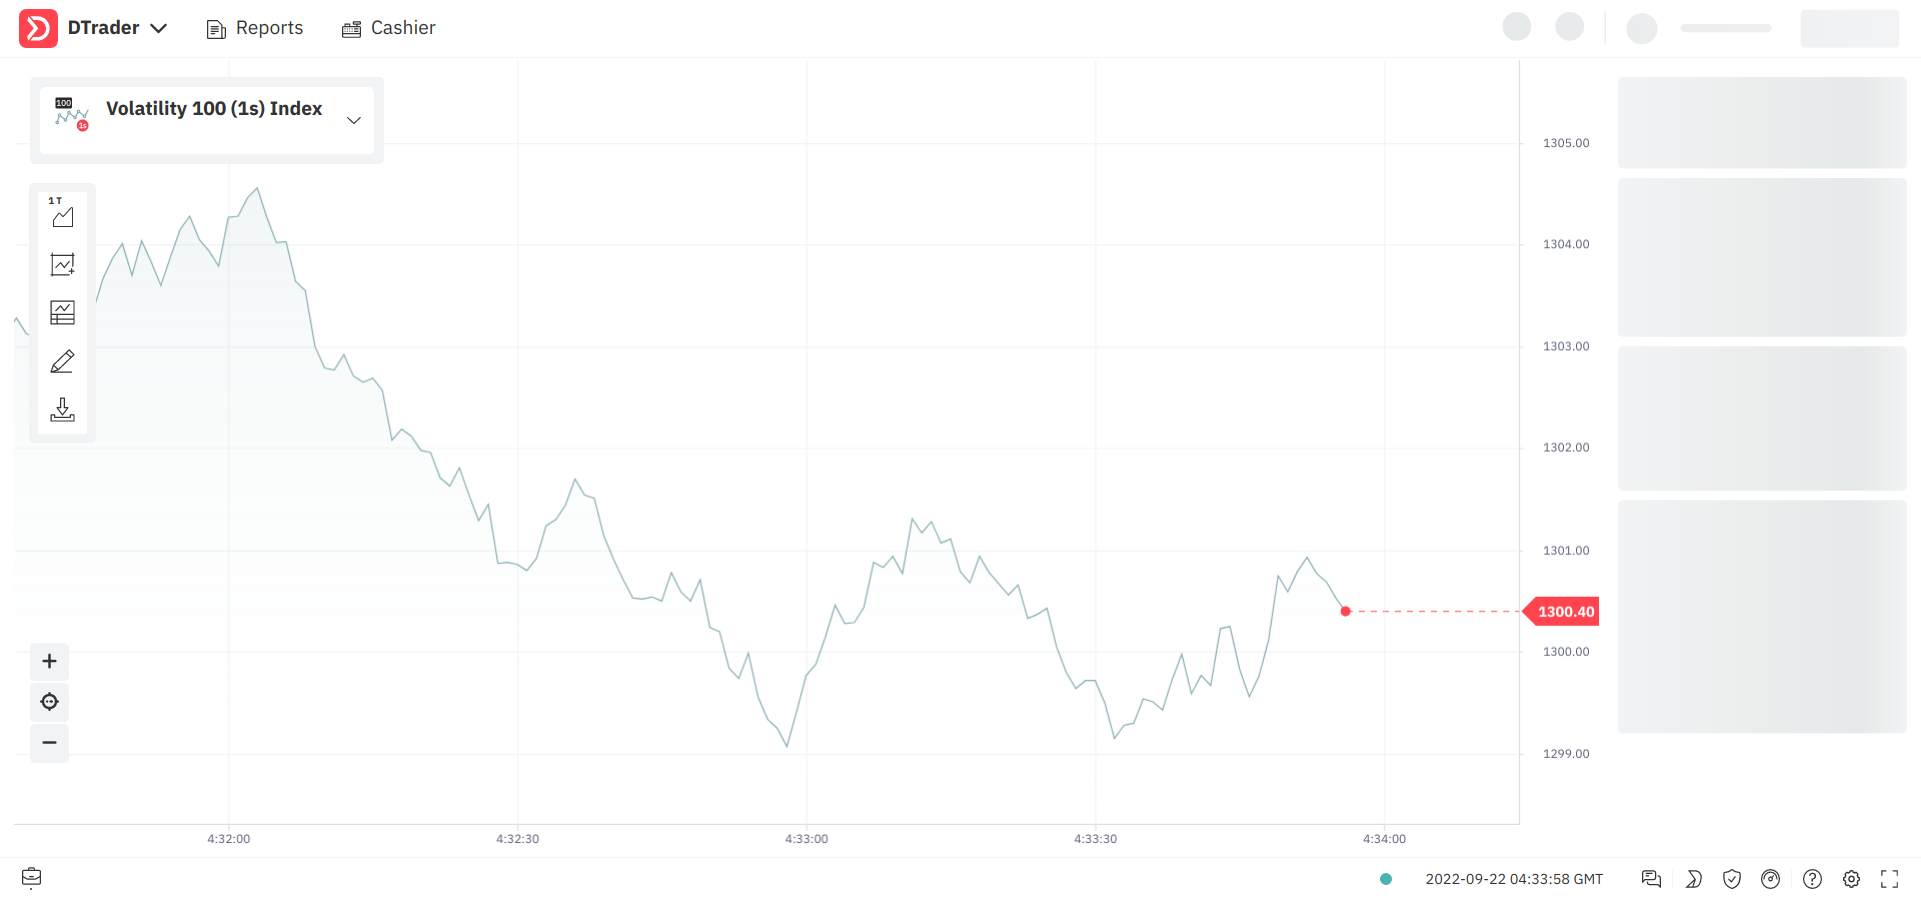 DTrader
Reports
Cashier
100
1s
Volatility 100 (1s) Index
1 T
1305.00
1304.00
1303.00
1302.00
1301.00
1300.40
1300.00
1299.00
4:32:00
4:32:30
4:33:00
4:33:30
4:34:00
2022-09-22 04:33:58 GMT